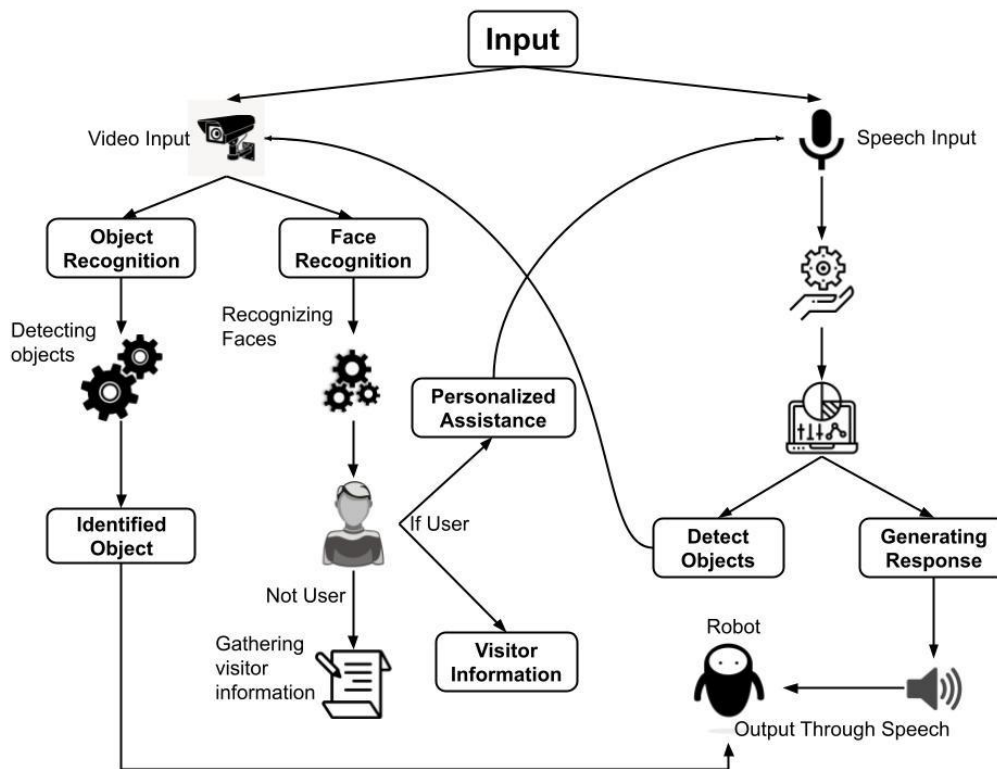 Input
Video Input
Speech Input
Object
Recognition
Face
Recognition
Detecting
objects
Recognizing
Faces
Personalized
Assistance
Identified
Object
If User
Detect
Objects
Generating
Response
Not User
Gathering
visitor
information
Visitor
Information
Robot
Output Through Speech